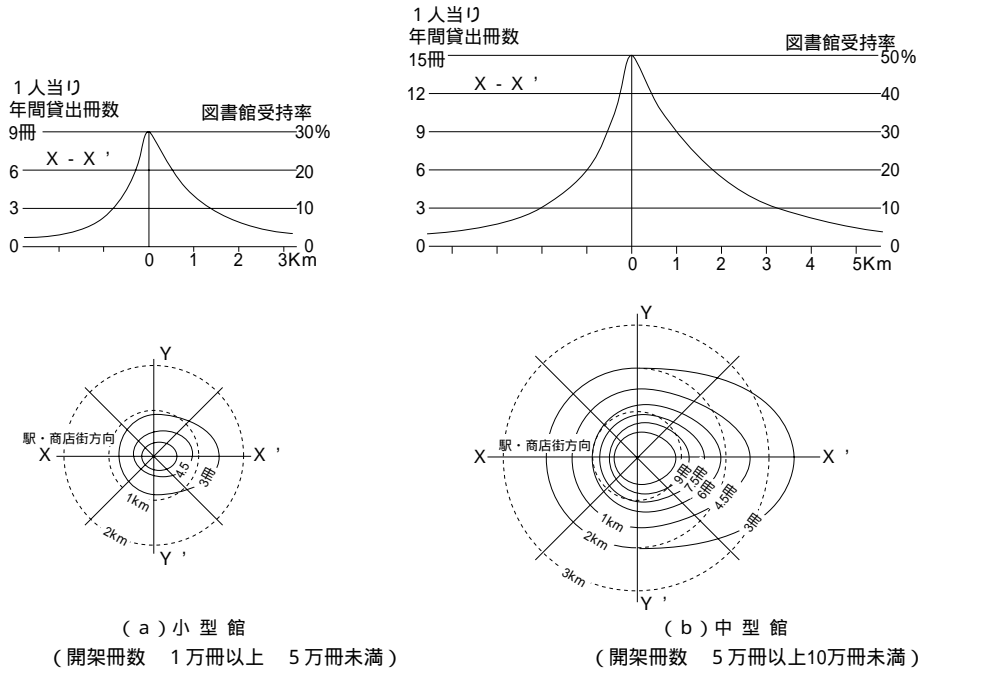 １人当り
年間貸出冊数
図書館受持率
9冊
30%
X - X ’
6
20
3
10
0
0
0 1 2 3Km
１人当り
年間貸出冊数
図書館受持率
15冊
50%
X - X ’
12
40
9
30
6
20
3
10
0
0
0 1 2 3 4 5Km
Y
駅・商店街方向
X
X ’
4.5
3冊
1km
2km
Y ’
（ａ）小 型 館
（開架冊数　１万冊以上　５万冊未満）
Y
駅・商店街方向
X
X ’
9冊
7.5冊
6冊
4.5冊
3冊
1km
2km
3km
Y ’
（ｂ）中 型 館
（開架冊数　５万冊以上10万冊未満）